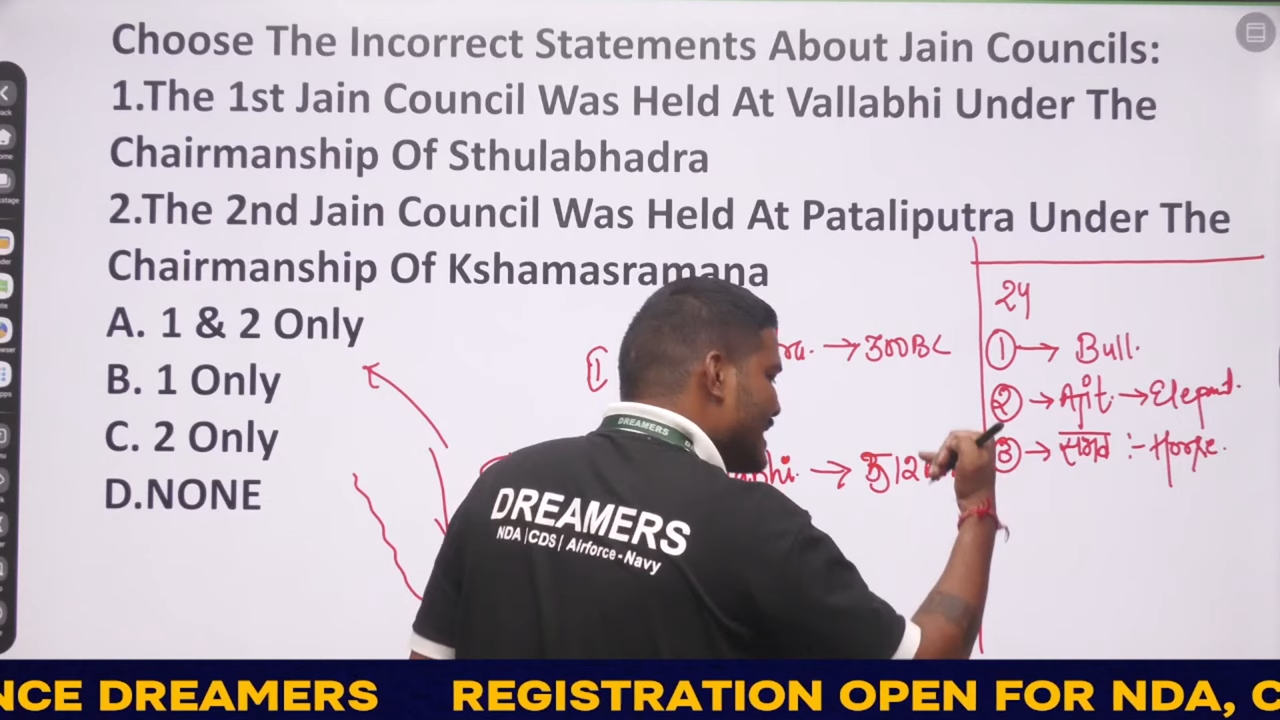 Choose The Incorrect Statements About Jain Councils:
1.The 1st Jain Council Was Held At Vallabhi Under The
Chairmanship Of Sthulabhadra
2.The 2nd Jain Council Was Held At Pataliputra Under The
Chairmanship Of Kshamasramana
A. 1 & 2 Only
B. 1 Only
C. 2 Only
D.NONE
24
① → Bull.
② → Ajit →
③ →
→ 300BC
DREAMERS
DREAMERS
NDA |CDS| Airforce-Navy
NCE DREAMERS REGISTRATION OPEN FOR NDA, C